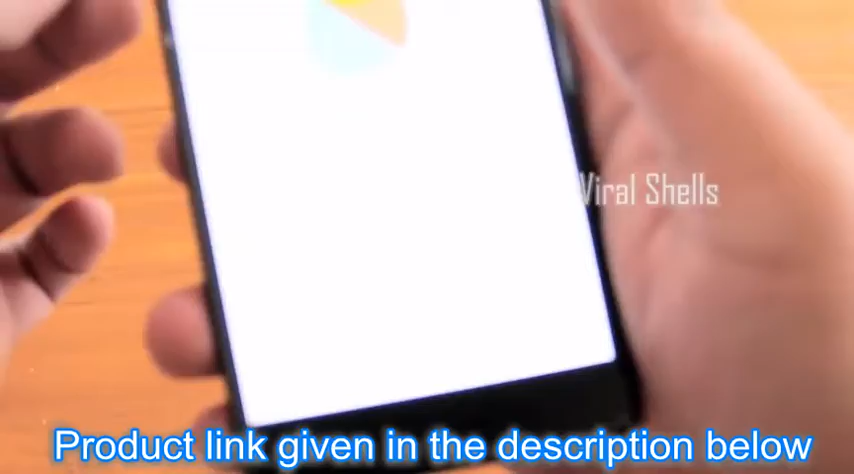 Viral Shells
Product link given in the description below